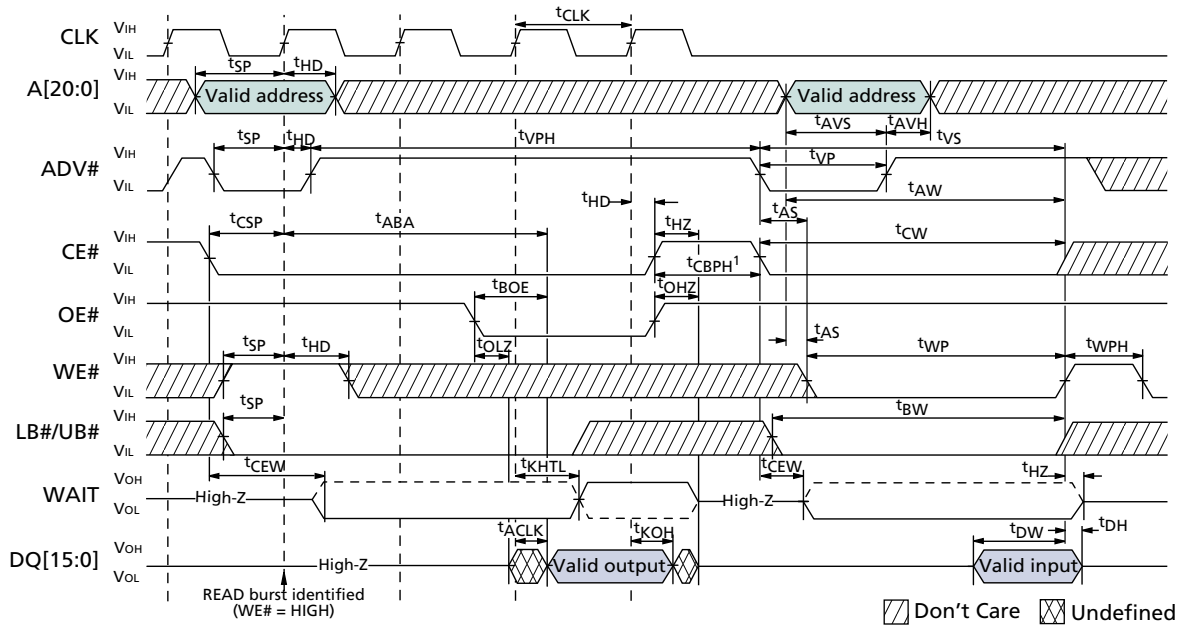 tCLK
CLK
VIH
VIL
tSP
tHD
A[20:0]
VIH
VIL
Valid address
Valid address
tAVS
tAVH
tSP
tHD
tVPH
tVS
ADV#
VIH
VIL
tVP
tAW
tHD
tAS
tCSP
tABA
tHZ
tCW
CE#
VIH
VIL
tCBPH1
tBOE
tOHZ
OE#
VIH
VIL
tAS
tOLZ
tSP
tHD
tWP
tWPH
WE#
VIH
VIL
tSP
tBW
LB#/UB#
VIH
VIL
tCEW
tKHTL
tCEW
tHZ
WAIT
VOH
VOL
High-Z
High-Z
tACLK
tKOH
tDW
tDH
DQ[15:0]
VOH
VOL
High-Z
Valid output
Valid input
READ burst identified
(WE# = HIGH)
Don't Care
Undefined